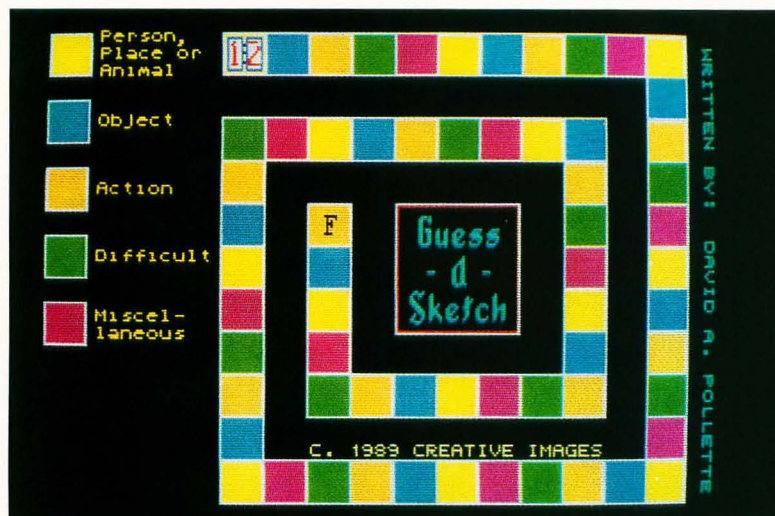 Person,
Place or
Animal
Object
Action
Difficult
Miscel-
laneous
1:2
F
Guess
- d -
Sketch
C. 1989 CREATIVE IMAGES
WRITTEN BY: DAVID A. POLLETTE